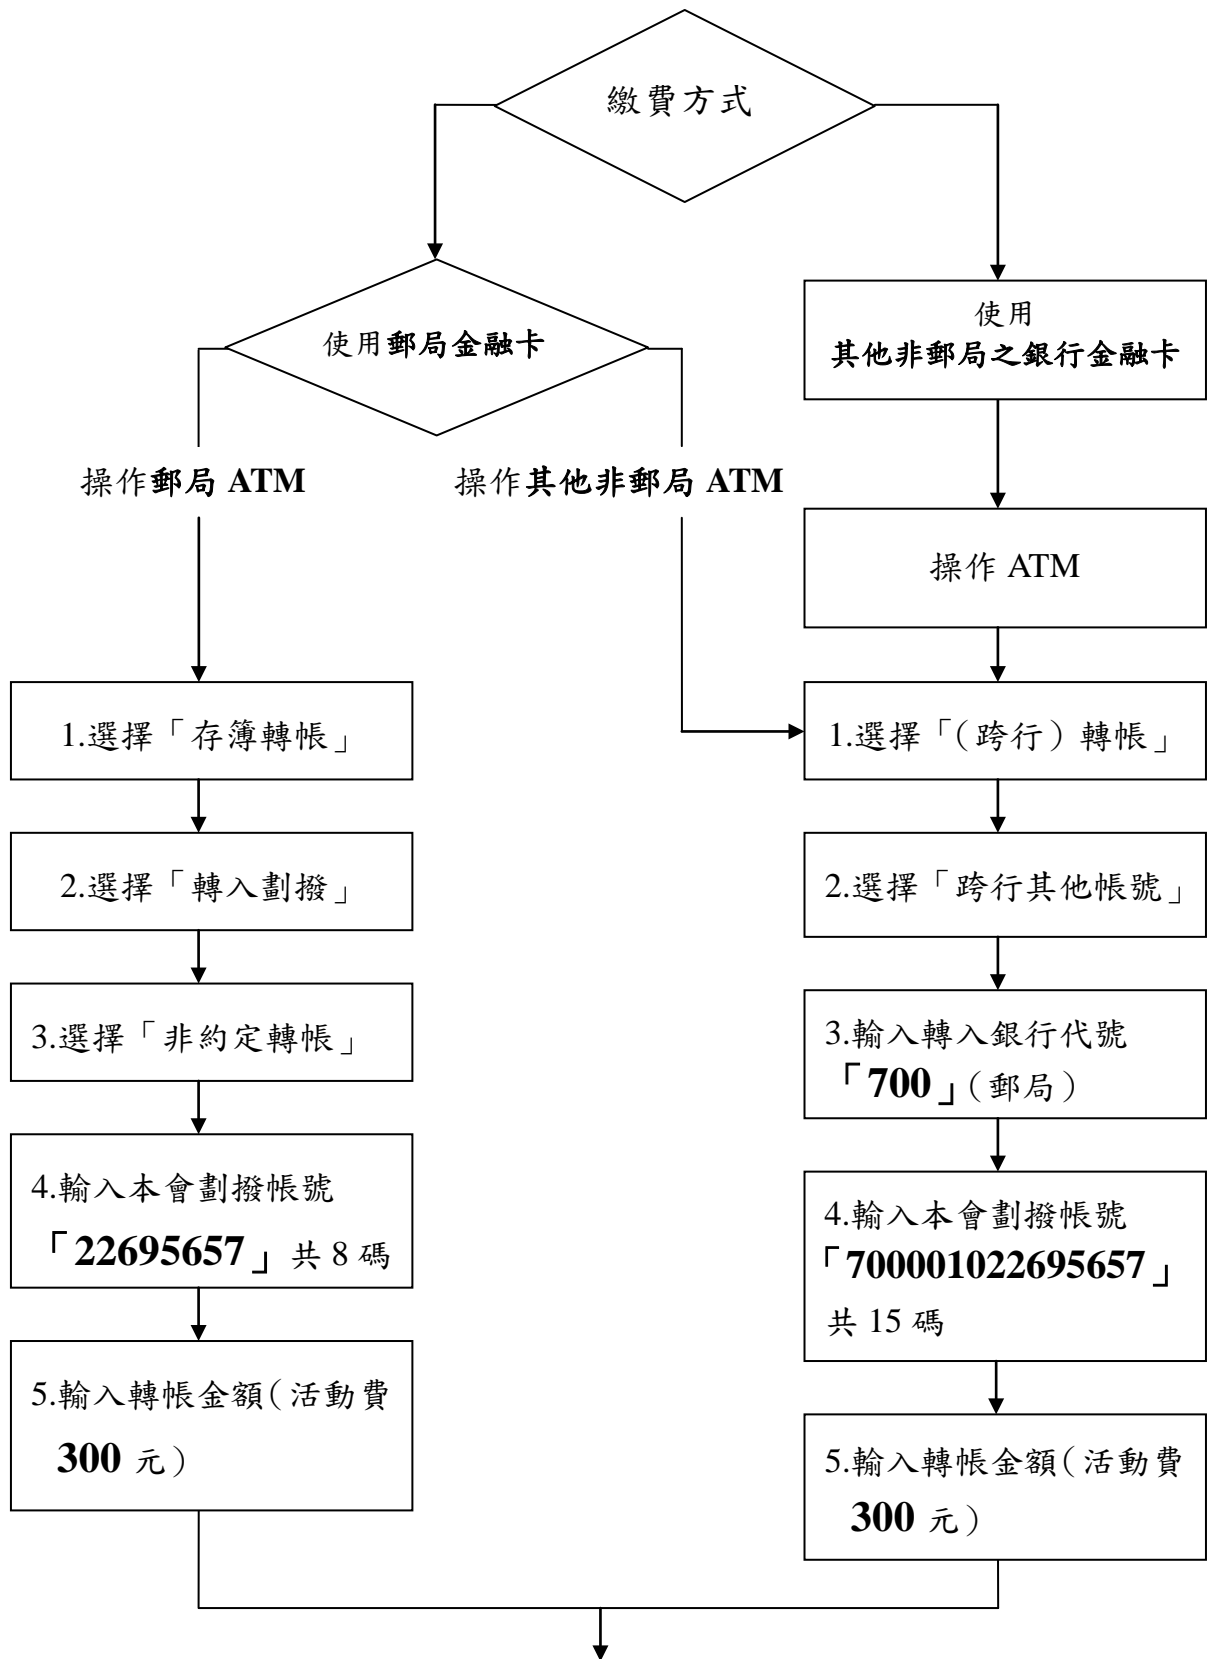 繳費方式
使用郵局金融卡
使用
其他非郵局之銀行金融卡
操作郵局 ATM
操作其他非郵局 ATM
操作 ATM
1.選擇「存簿轉帳」
2.選擇「轉入劃撥」
3.選擇「非約定轉帳」
4.輸入本會劃撥帳號
「22695657」共 8 碼
5.輸入轉帳金額(活動費
300 元)
1.選擇「(跨行)轉帳」
2.選擇「跨行其他帳號」
3.輸入轉入銀行代號
「700」(郵局)
4.輸入本會劃撥帳號
「700001022695657」
共 15 碼
5.輸入轉帳金額(活動費
300 元)